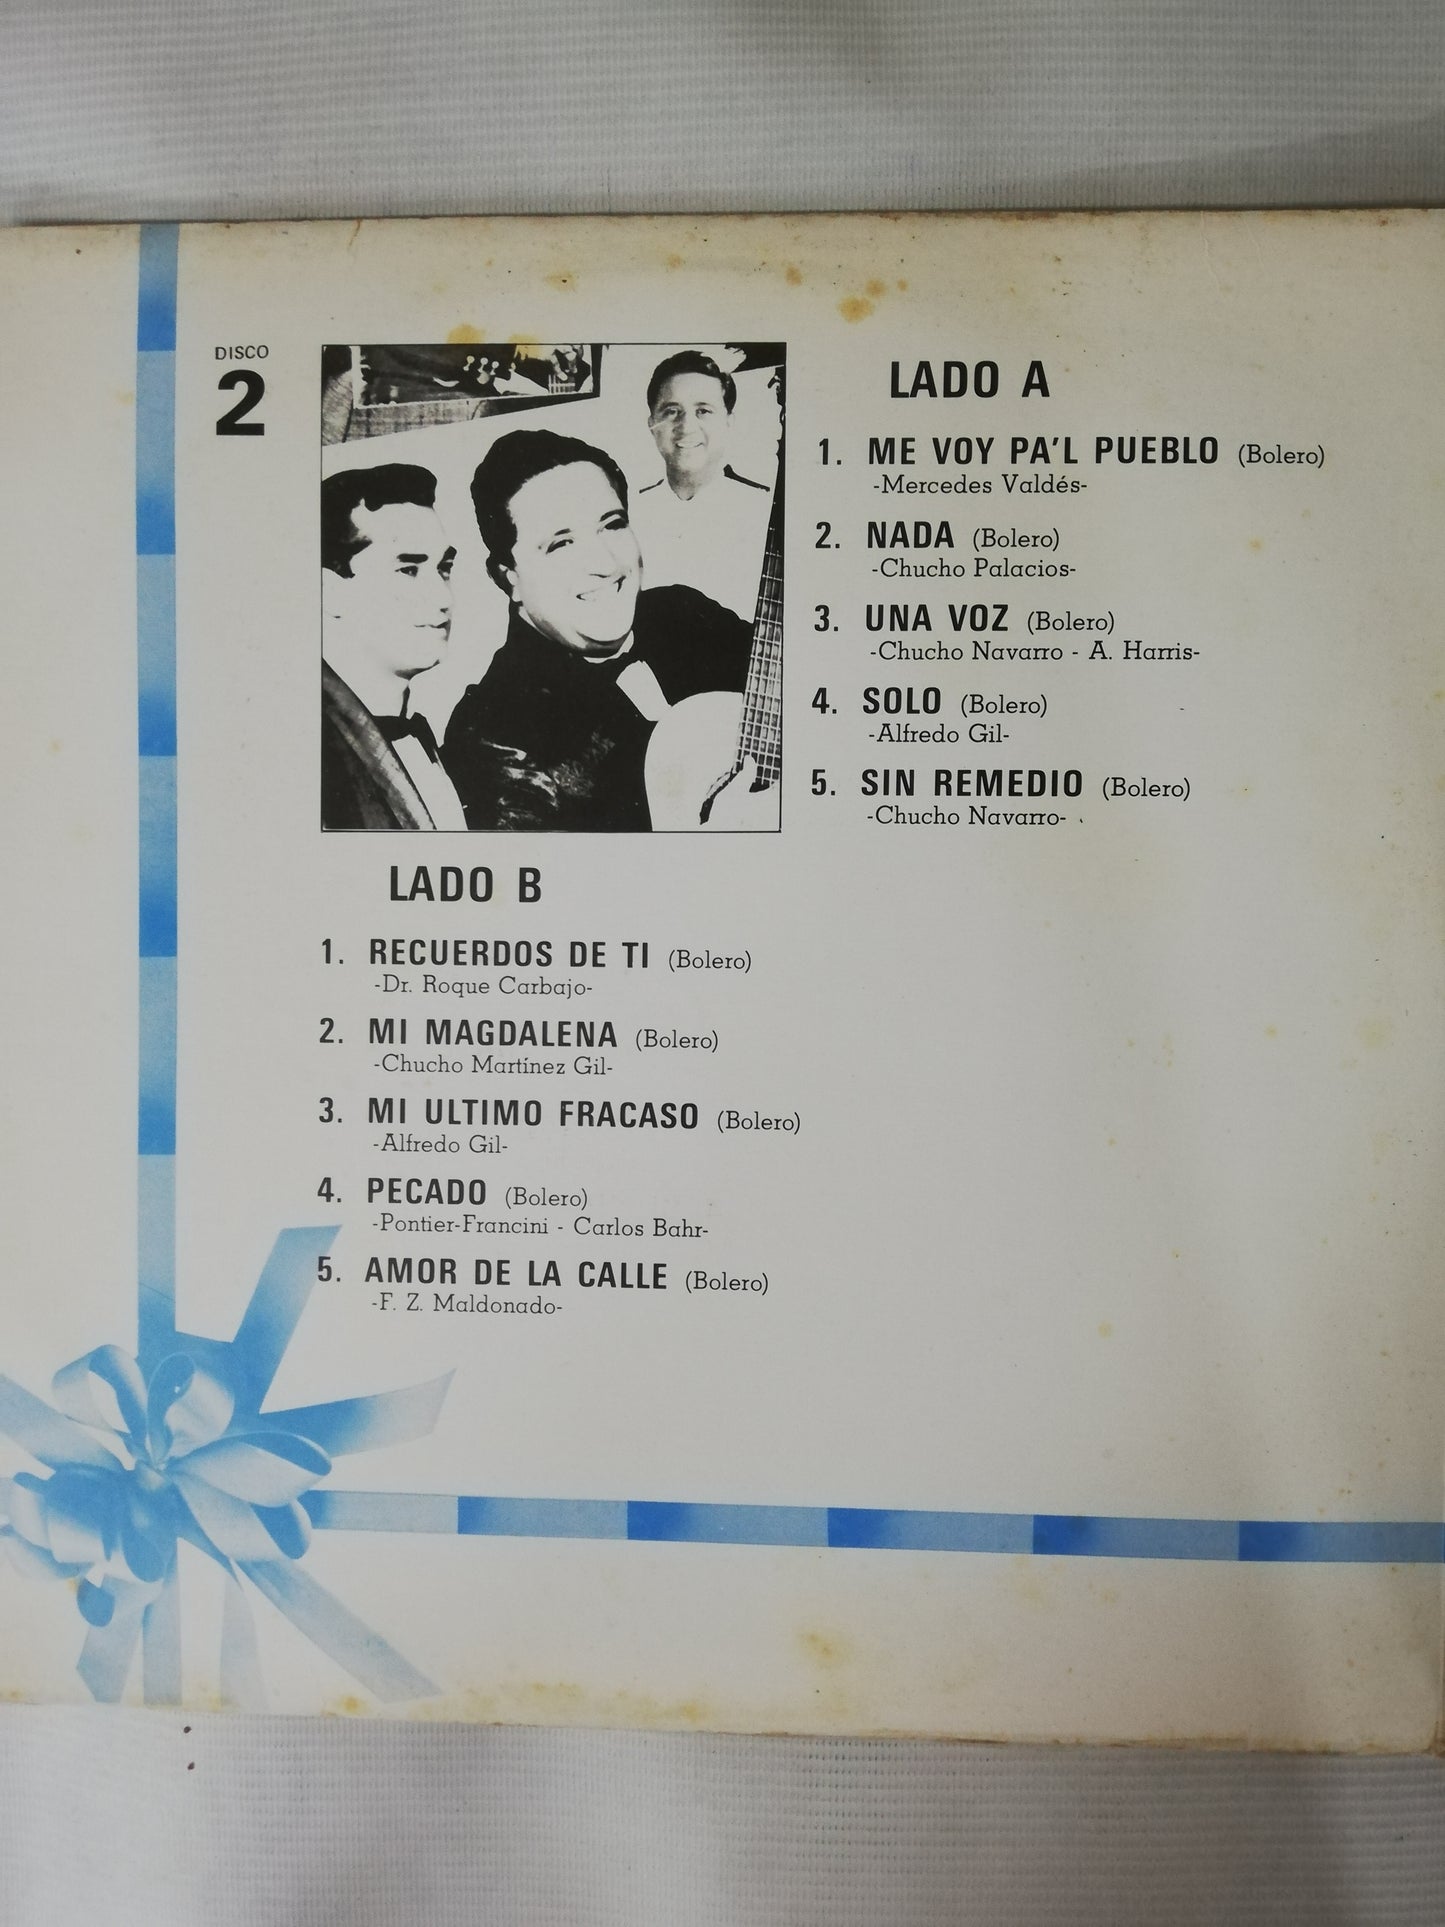 DISCO
2
LADO A
1. ME VOY PA'L PUEBLO (Bolero)
-Mercedes Valdés-
2. NADA (Bolero)
-Chucho Palacios-
3. UNA VOZ (Bolero)
-Chucho Navarro - A. Harris-
4. SOLO (Bolero)
-Alfredo Gil-
5. SIN REMEDIO (Bolero)
-Chucho Navarro-
LADO B
1. RECUERDOS DE TI (Bolero)
-Dr. Roque Carbajo-
2. MI MAGDALENA (Bolero)
-Chucho Martínez Gil-
3. MI ULTIMO FRACASO (Bolero)
-Alfredo Gil-
4. PECADO (Bolero)
-Pontier-Francini - Carlos Bahr-
5. AMOR DE LA CALLE (Bolero)
-F. Z. Maldonado-